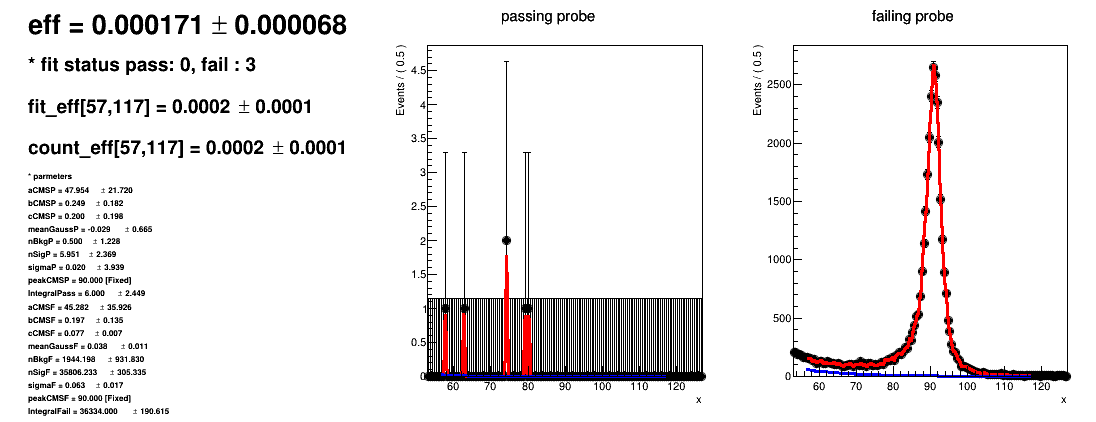 eff = 0.000171 ± 0.000068
* fit status pass: 0, fail : 3
fit_eff[57,117] = 0.0002 ± 0.0001
count_eff[57,117] = 0.0002 ± 0.0001
* parmeters
aCMSP = 47.954 ± 21.720
bCMSP = 0.249 ± 0.182
cCMSP = 0.200 ± 0.198
meanGaussP = -0.029 ± 0.665
nBkgP = 0.500 ± 1.228
nSigP = 5.951 ± 2.369
sigmaP = 0.020 ± 3.939
peakCMSP = 90.000 [Fixed]
IntegralPass = 6.000 ± 2.449
aCMSF = 45.282 ± 35.926
bCMSF = 0.197 ± 0.135
cCMSF = 0.077 ± 0.007
meanGaussF = 0.038 ± 0.011
nBkgF = 1944.198 ± 931.830
nSigF = 35806.233 ± 305.335
sigmaF = 0.063 ± 0.017
peakCMSF = 90.000 [Fixed]
IntegralFail = 36334.000 ± 190.615
passing probe
Events / ( 0.5 )
4.5
4
3.5
3
2.5
2
1.5
1
0.5
0
60 70 80 90 100 110 120
x
failing probe
Events / ( 0.5 )
2500
2000
1500
1000
500
0
60 70 80 90 100 110 120
x